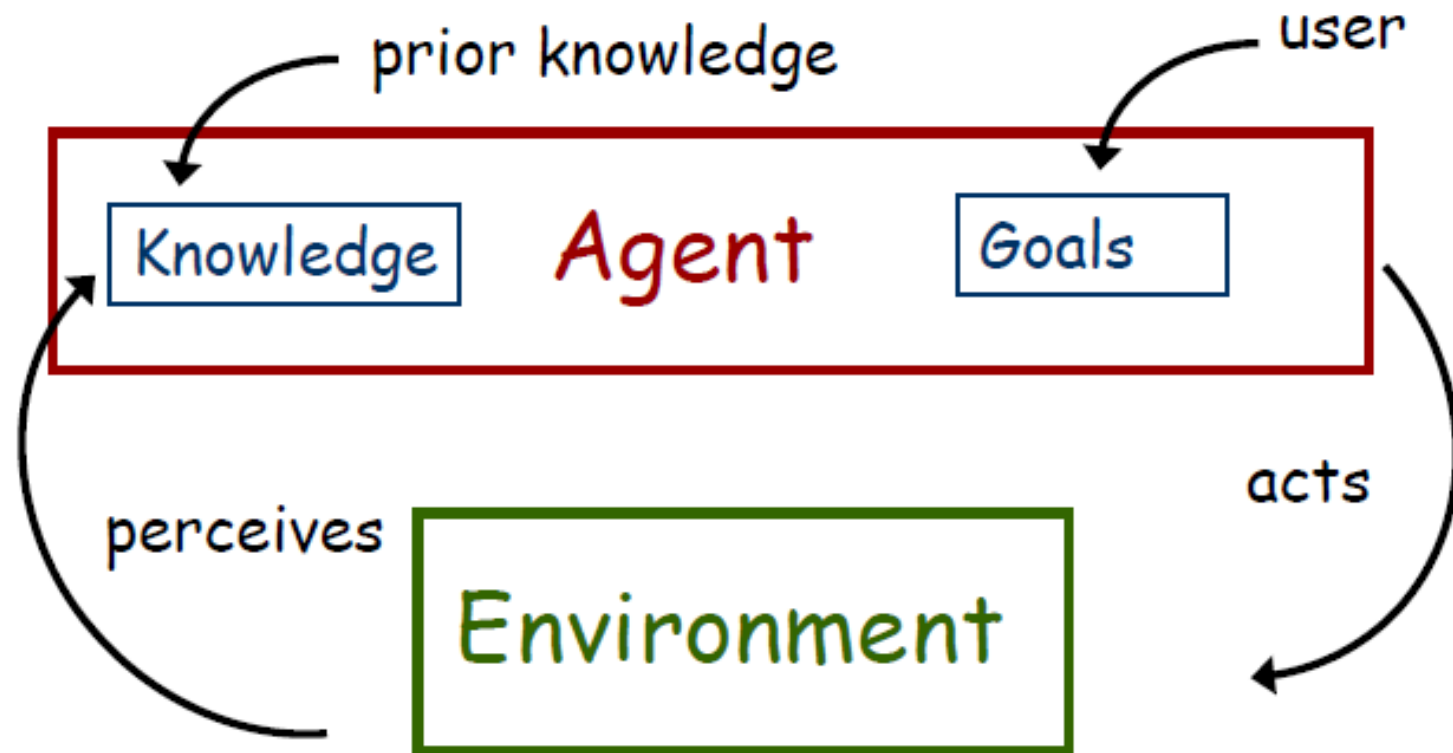 prior knowledge
user
Knowledge
Agent
Goals
acts
perceives
Environment